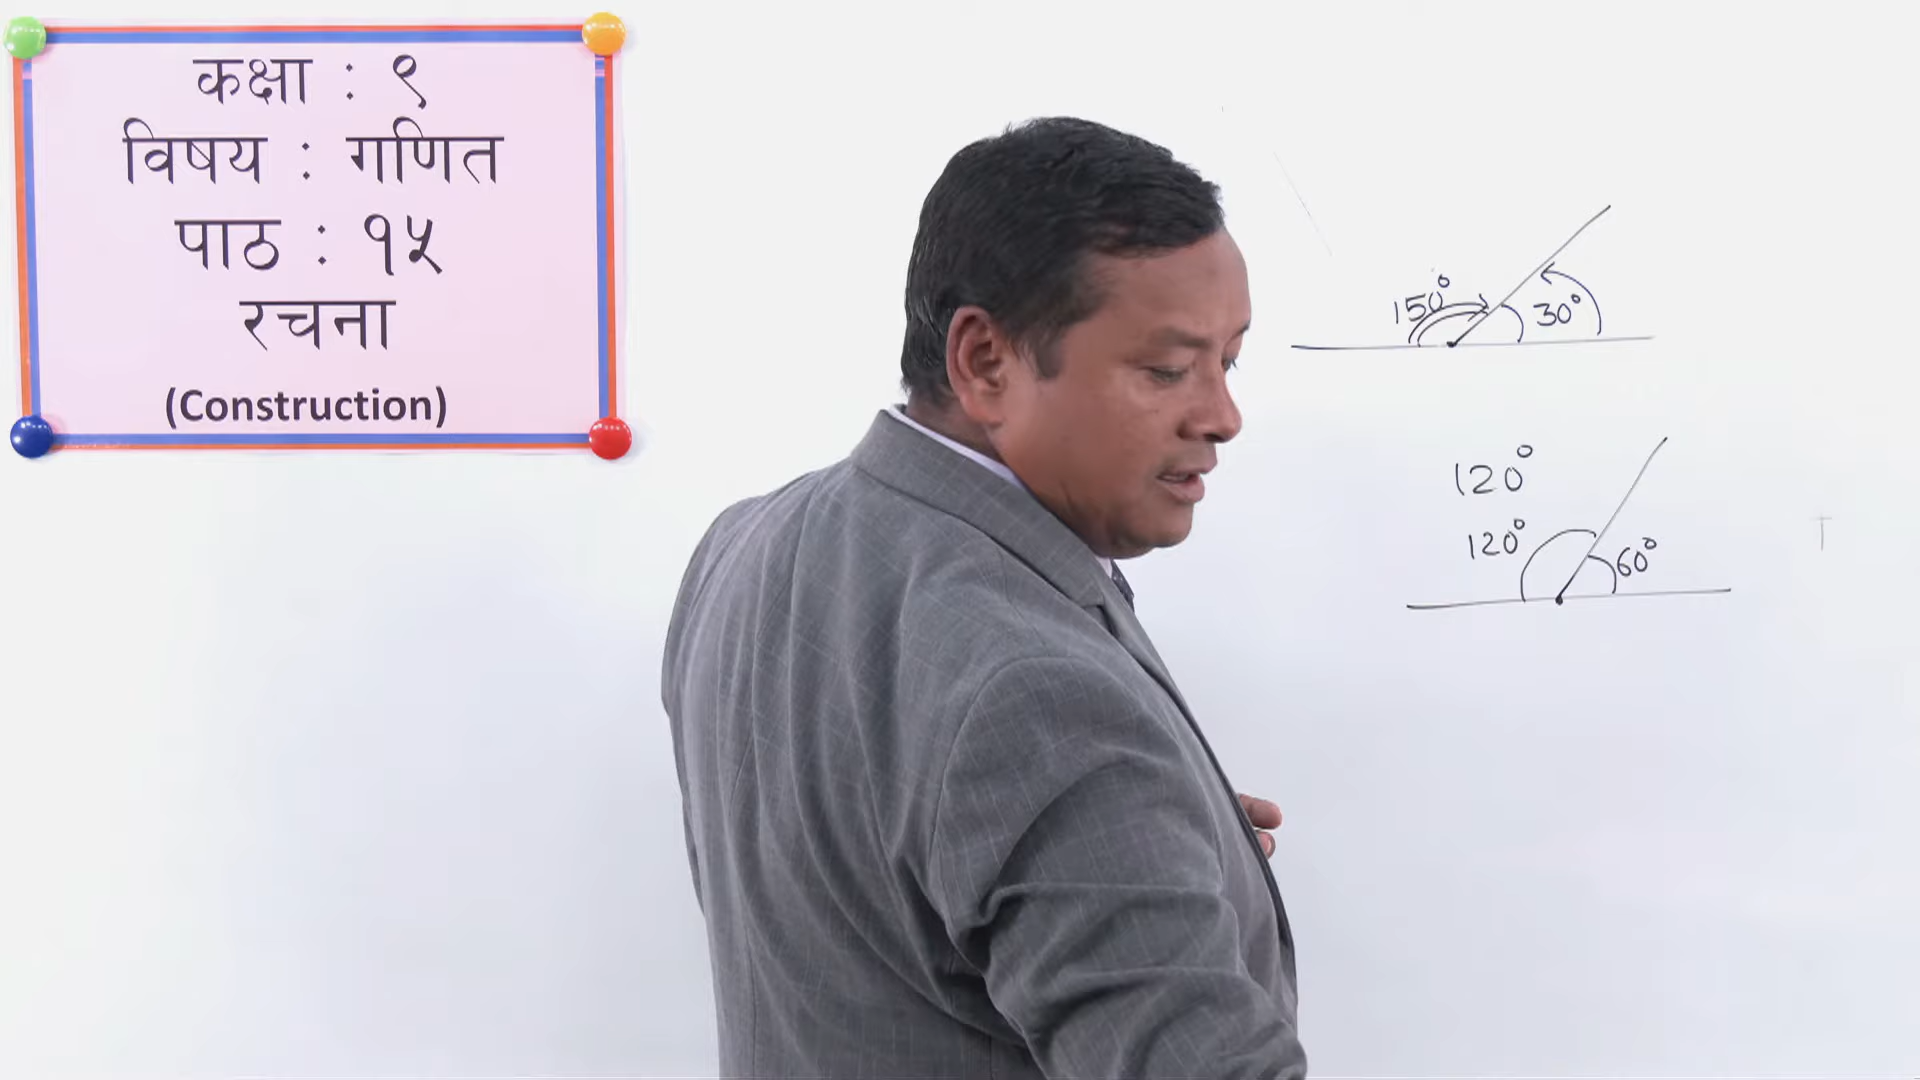 कक्षा : ९
विषय : गणित
पाठ : १५
रचना
(Construction)
150° 30°
120°
120° 60°